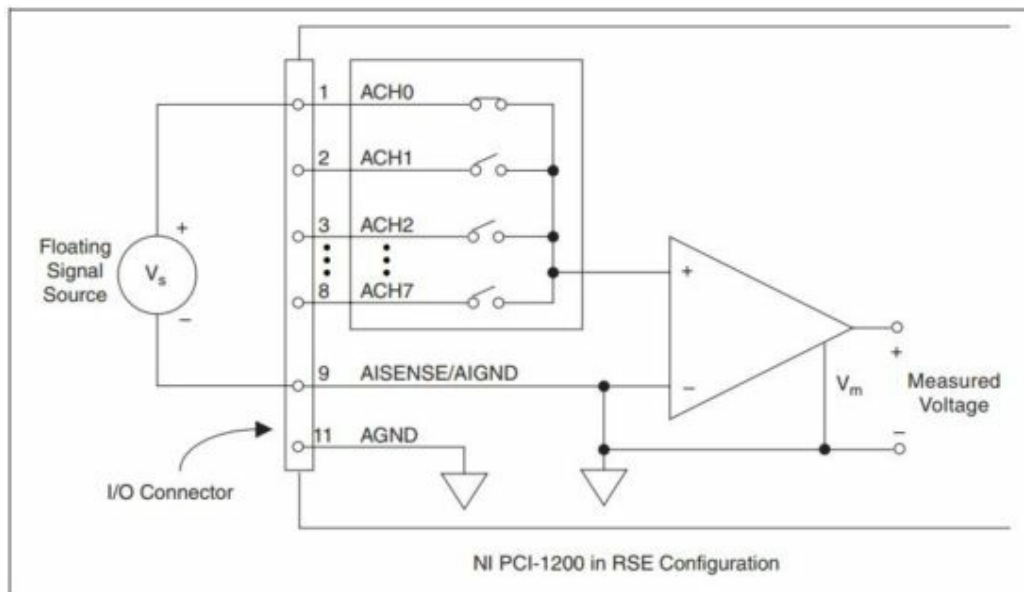 1 ACH0
2 ACH1
3 ACH2
8 ACH7
Floating
Signal
Source
+
Vs
–
+
–
9 AISENSE/AIGND
11 AGND
I/O Connector
+
Vm
Measured
Voltage
–
NI PCI-1200 in RSE Configuration